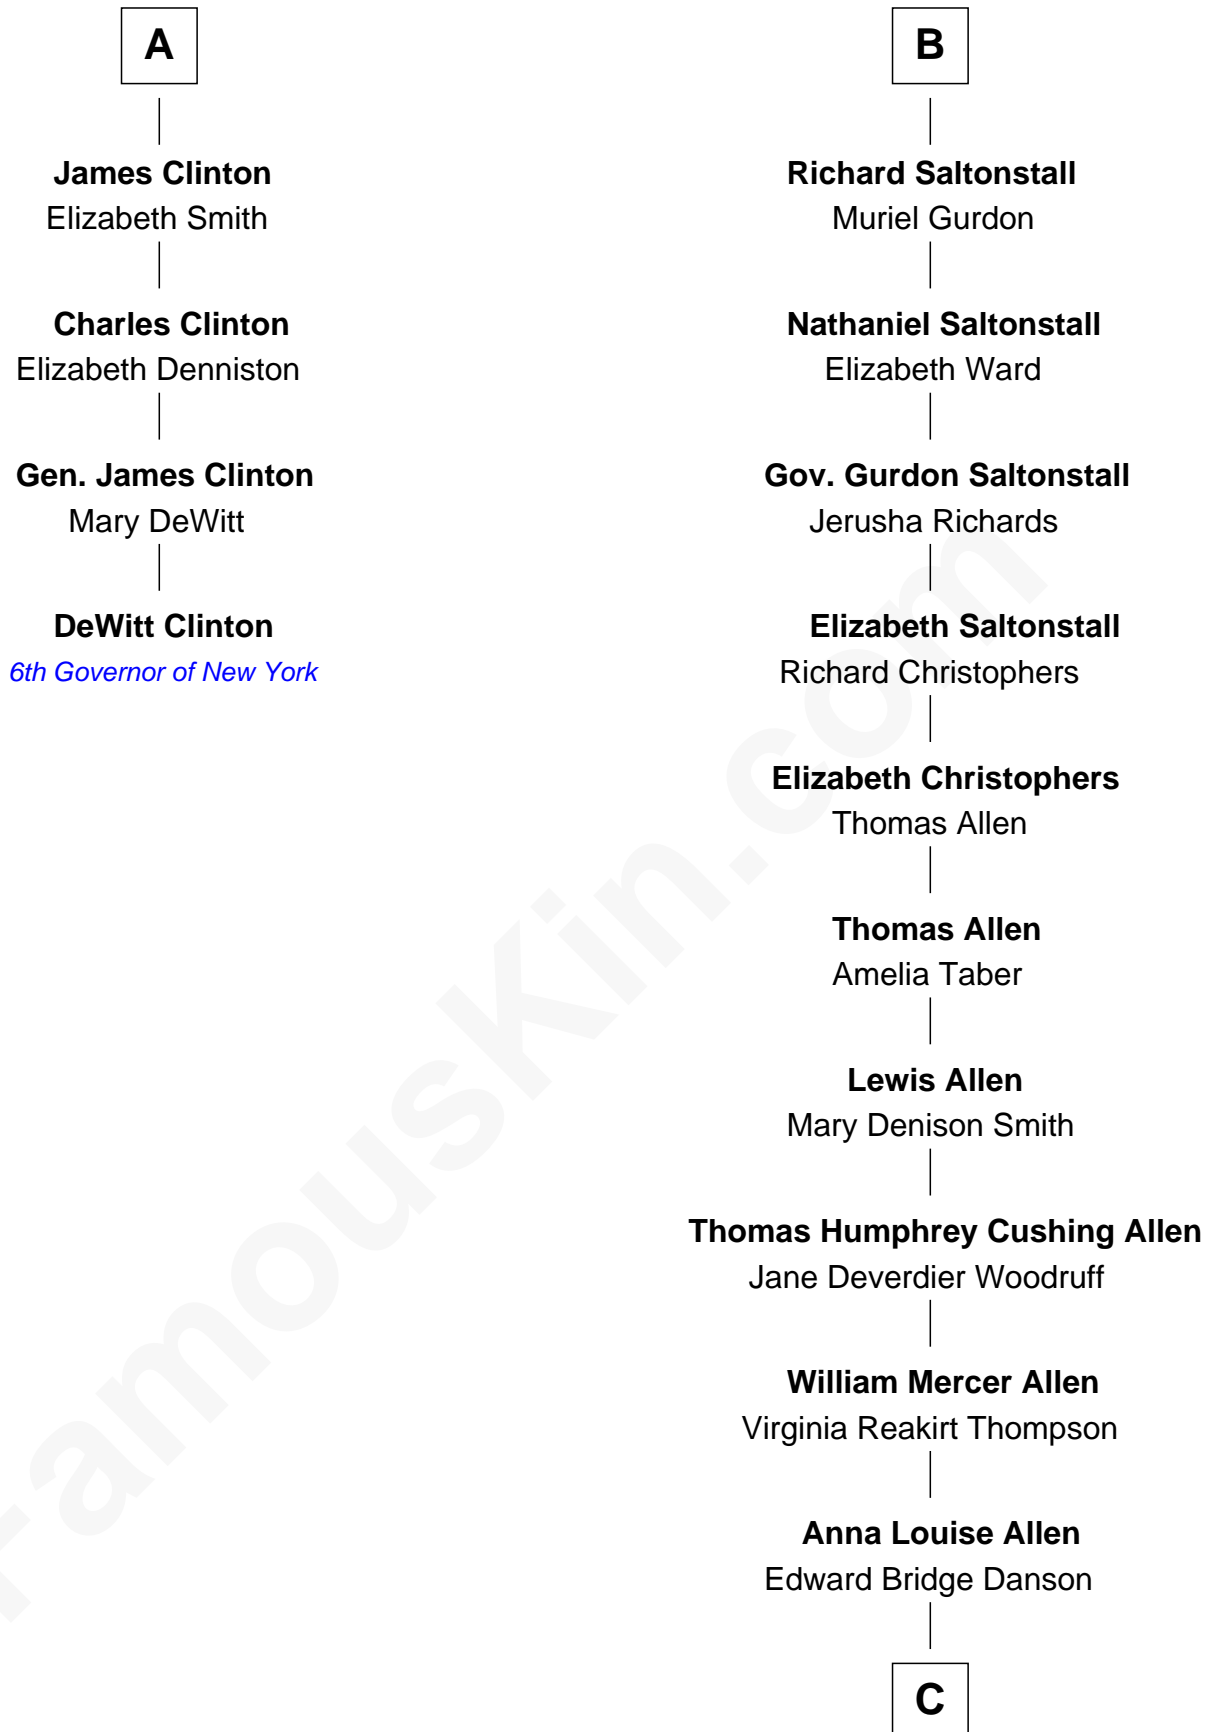 A
James Clinton
Elizabeth Smith
Charles Clinton
Elizabeth Denniston
Gen. James Clinton
Mary DeWitt
DeWitt Clinton
6th Governor of New York
B
Richard Saltonstall
Muriel Gurdon
Nathaniel Saltonstall
Elizabeth Ward
Gov. Gurdon Saltonstall
Jerusha Richards
Elizabeth Saltonstall
Richard Christophers
Elizabeth Christophers
Thomas Allen
Thomas Allen
Amelia Taber
Lewis Allen
Mary Denison Smith
Thomas Humphrey Cushing Allen
Jane Deverdier Woodruff
William Mercer Allen
Virginia Reakirt Thompson
Anna Louise Allen
Edward Bridge Danson
C
FamousKin.com